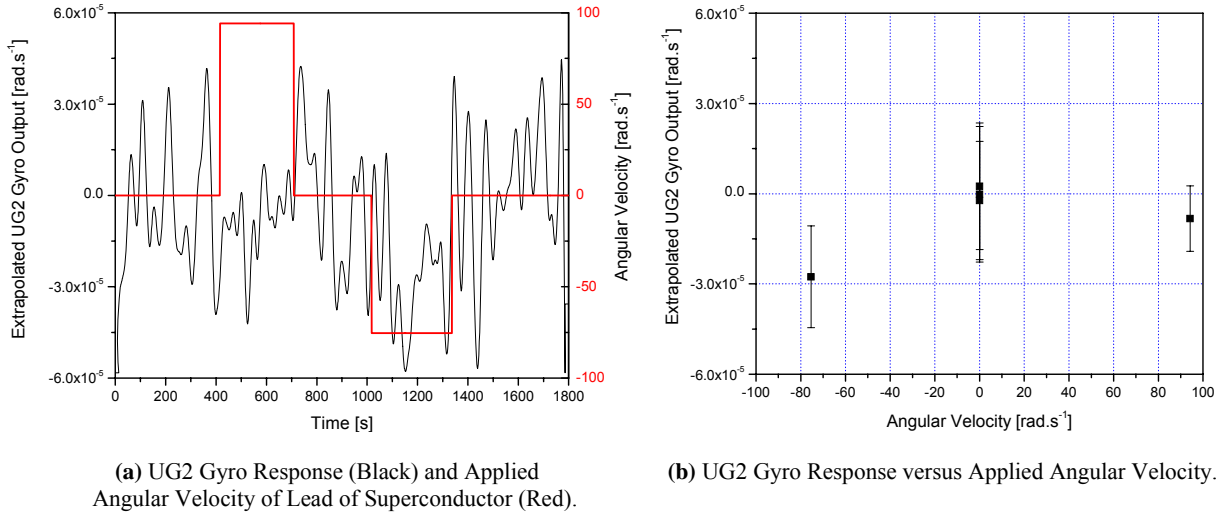 Extrapolated UG2 Gyro Output [rad.s⁻¹]
6.0x10⁻⁵
3.0x10⁻⁵
0.0
-3.0x10⁻⁵
-6.0x10⁻⁵
0 200 400 600 800 1000 1200 1400 1600 1800
Time [s]
100
50
0
-50
-100
Angular Velocity [rad.s⁻¹]
Extrapolated UG2 Gyro Output [rad.s⁻¹]
6.0x10⁻⁵
3.0x10⁻⁵
0.0
-3.0x10⁻⁵
-6.0x10⁻⁵
-100 -80 -60 -40 -20 0 20 40 60 80 100
Angular Velocity [rad.s⁻¹]
(a) UG2 Gyro Response (Black) and Applied
Angular Velocity of Lead of Superconductor (Red).
(b) UG2 Gyro Response versus Applied Angular Velocity.